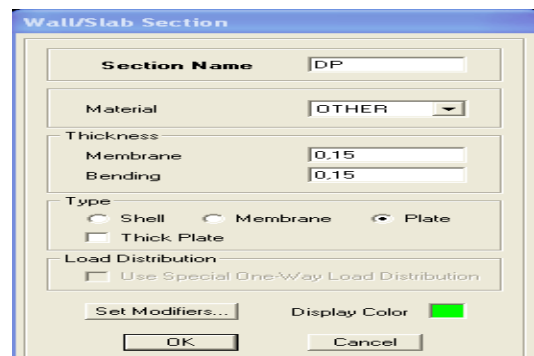 Wall/Slab Section
Section Name DP
Material OTHER
Thickness
Membrane 0,15
Bending 0,15
Type
Shell Membrane Plate
Thick Plate
Load Distribution
Use Special One-Way Load Distribution
Set Modifiers... Display Color
OK Cancel